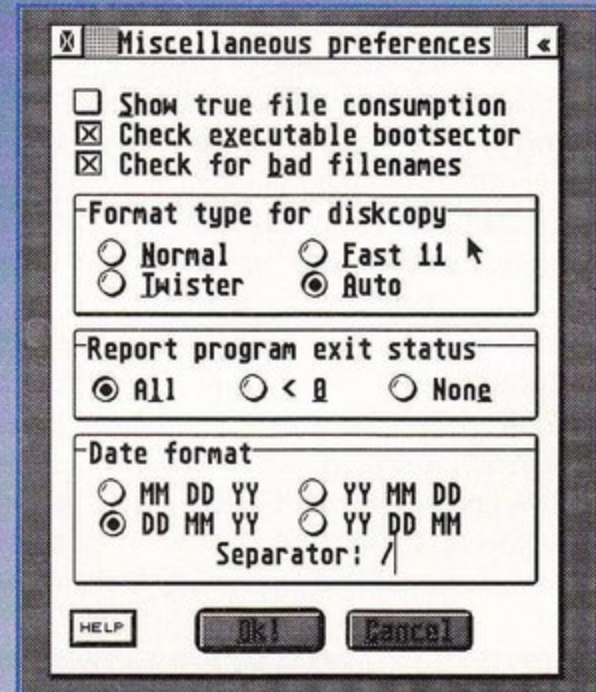 Miscellaneous preferences «
Show true file consumption
Check executable bootsector
Check for bad filenames
Format type for diskcopy
Normal Fast 11
Twister Auto
Report program exit status
All < 0 None
Date format
MM DD YY YY MM DD
DD MM YY YY DD MM
Separator: /
HELP Ok! Cancel